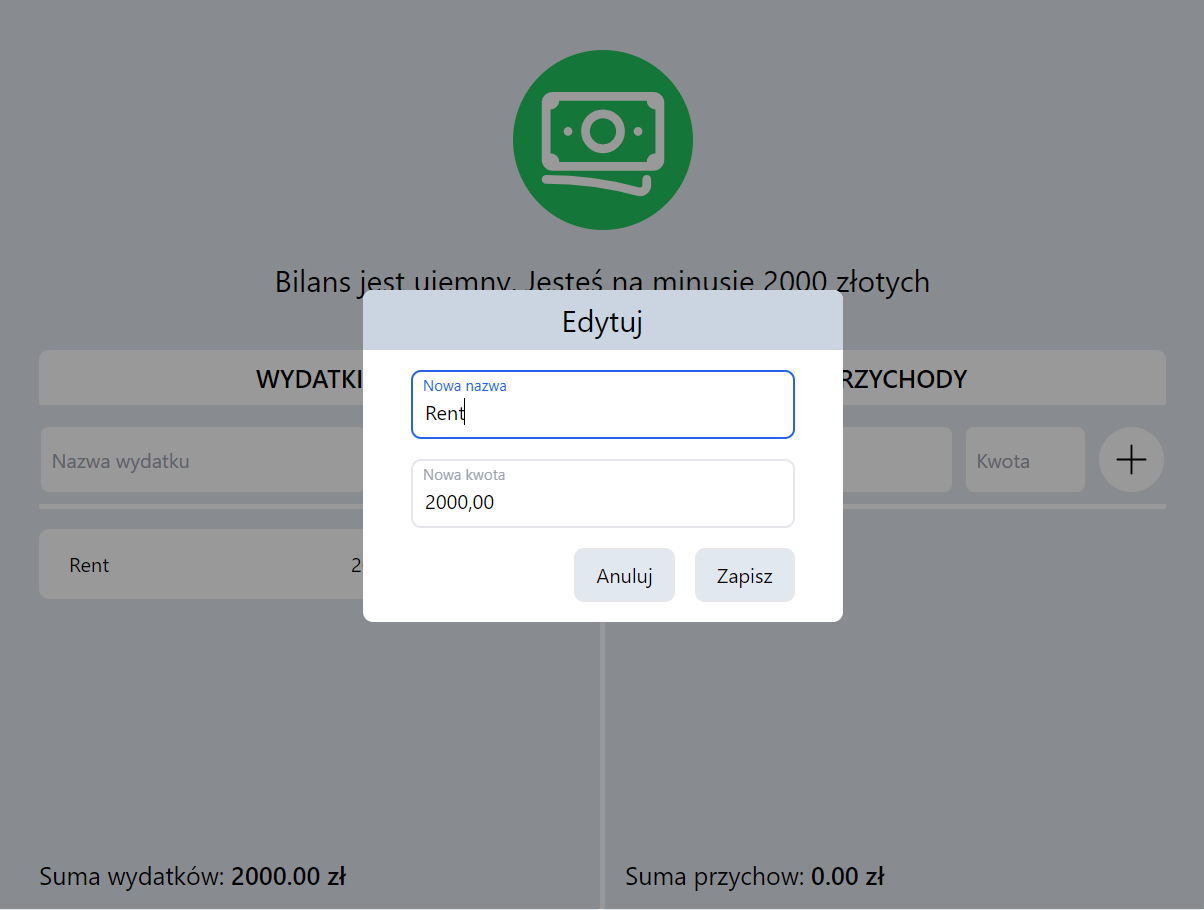 Bilans jest ujemny. Jesteś na minusie 2000 złotych
Edytuj
WYDATKI
RZYCHODY
Nowa nazwa
Rent
Nazwa wydatku
Kwota
Nowa kwota
2000,00
Rent
Anuluj
Zapisz
Suma wydatków: 2000.00 zł
Suma przychow: 0.00 zł